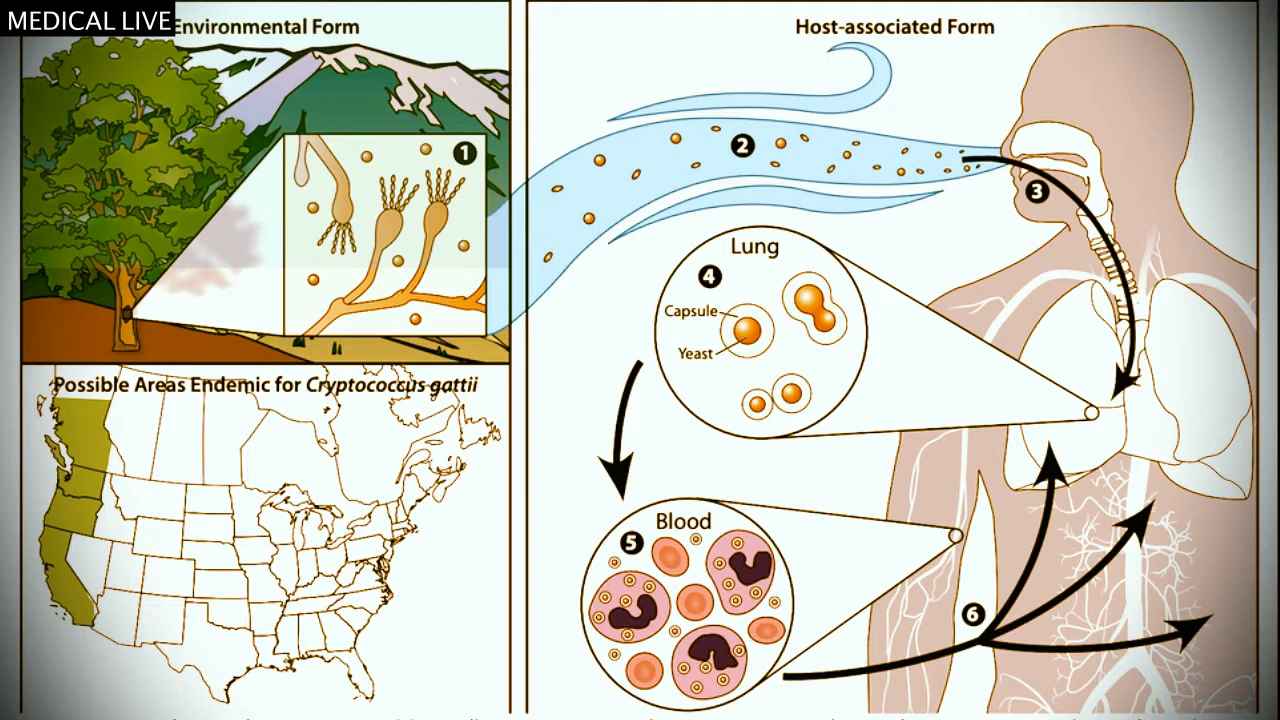 MEDICAL LIVE
Environmental Form
1
Possible Areas Endemic for Cryptococcus gattii
Host-associated Form
2
3
Lung
4
Capsule
Yeast
Blood
5
6